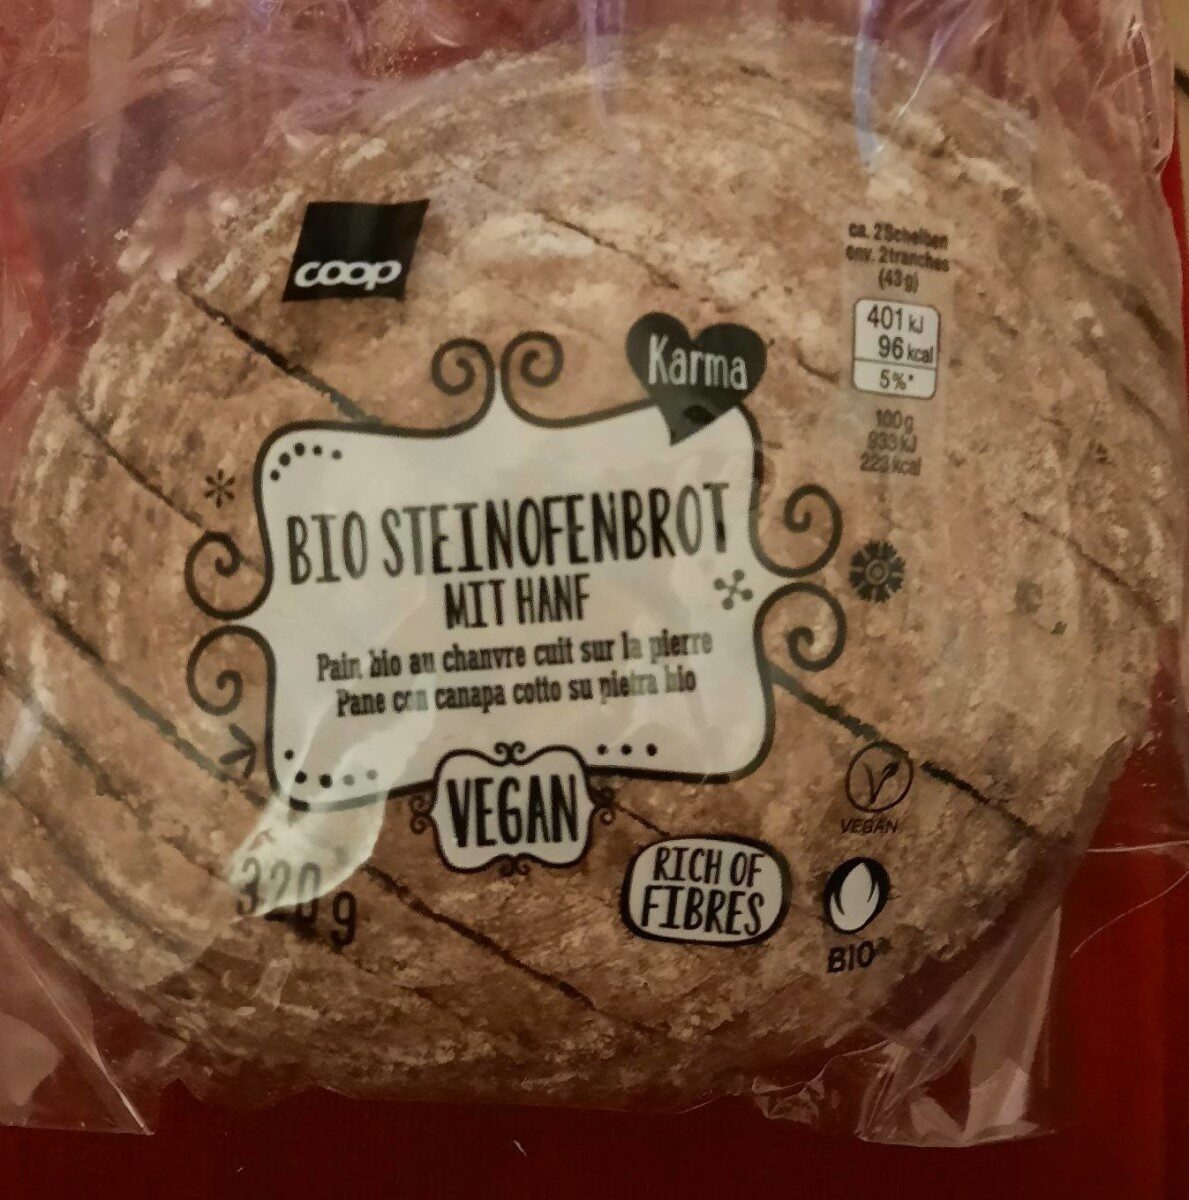 coop
Karma
ca. 2 Scheiben
env. 2 tranches
(43 g)
401 kJ
96 kcal
5%*
100 g
933 kJ
223 kcal
BIO STEINOFENBROT
MIT HANF
Pain bio au chanvre cuit sur la pierre
Pane con canapa cotto su pietra bio
VEGAN
320 g
RICH OF
FIBRES
VEGAN
BIO